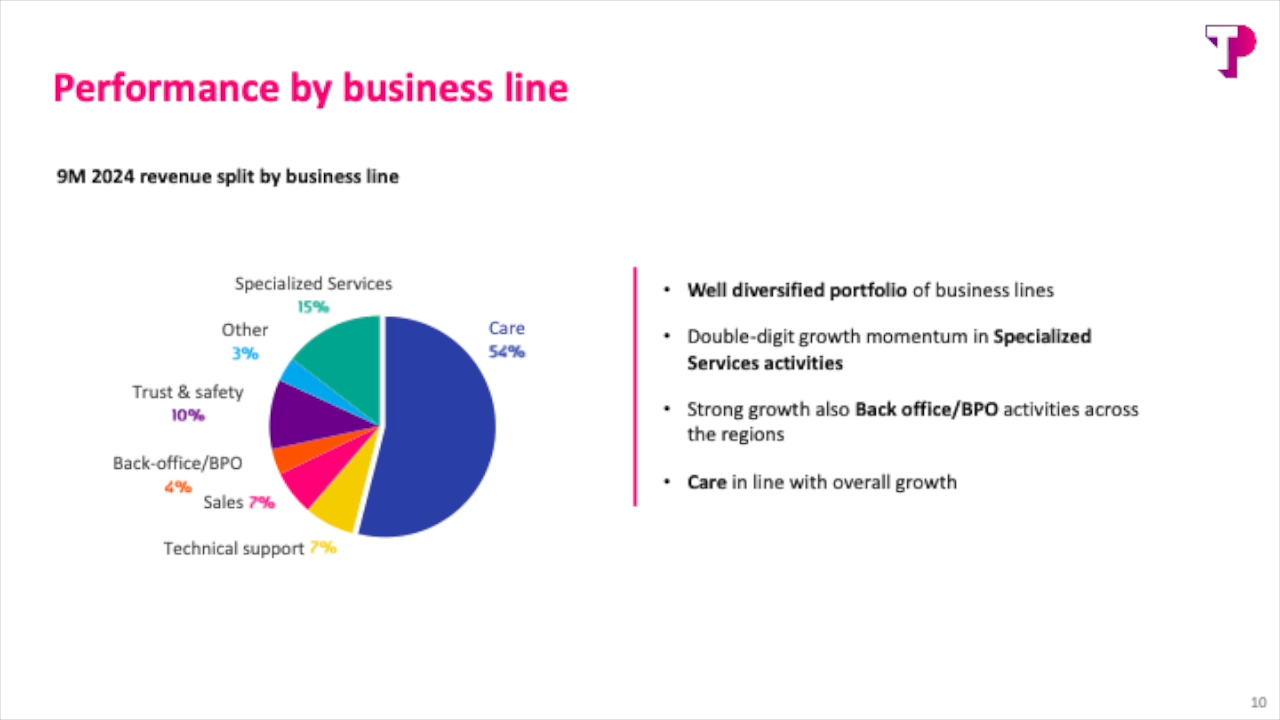 TP
Performance by business line
9M 2024 revenue split by business line
Specialized Services
15%
Other
3%
Trust & safety
10%
Back-office/BPO
4%
Sales 7%
Technical support 7%
Care
54%
• Well diversified portfolio of business lines
• Double-digit growth momentum in Specialized
Services activities
• Strong growth also Back office/BPO activities across
the regions
• Care in line with overall growth
10